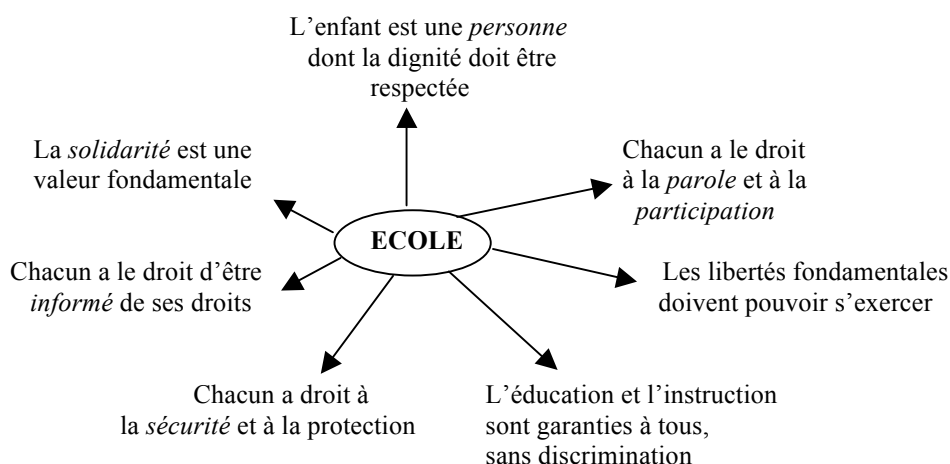 L’enfant est une personne
dont la dignité doit être
respectée
La solidarité est une
valeur fondamentale
Chacun a le droit
à la parole et à la
participation
ECOLE
Chacun a le droit d’être
informé de ses droits
Les libertés fondamentales
doivent pouvoir s’exercer
Chacun a droit à
la sécurité et à la protection
L’éducation et l’instruction
sont garanties à tous,
sans discrimination